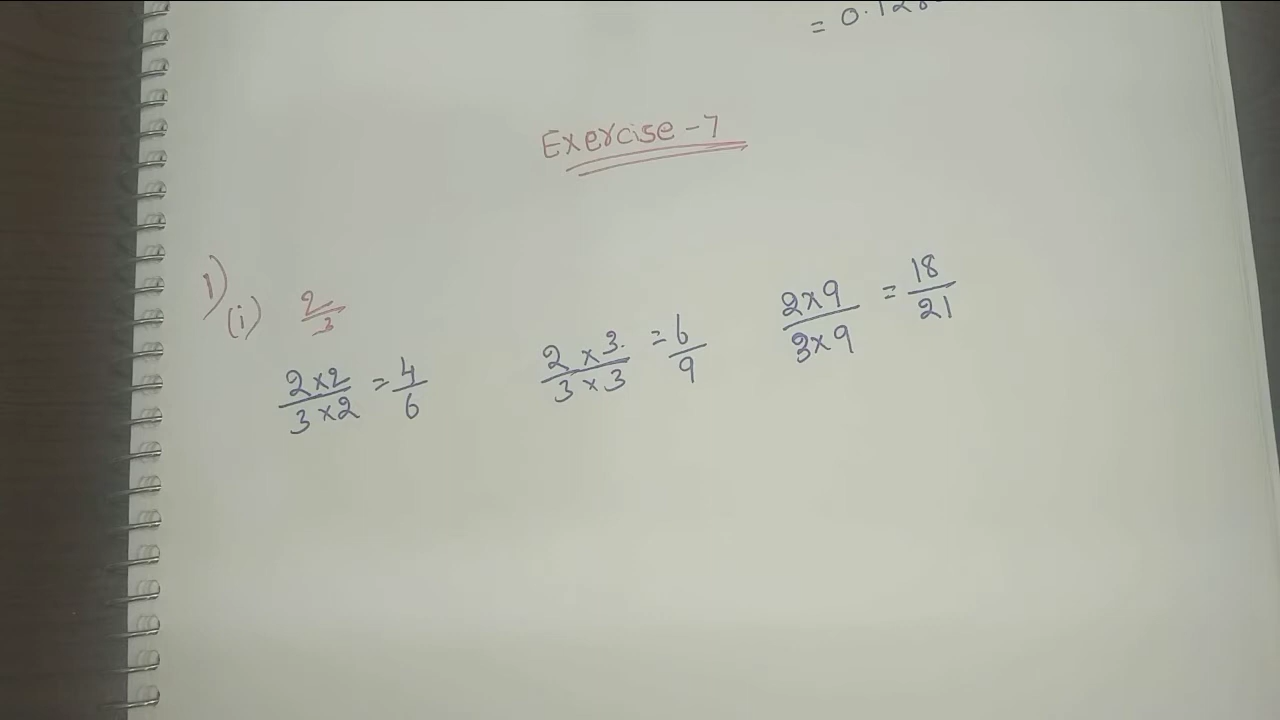 Exercise - 7
1)
(i) 2/3
2×2/3×2 = 4/6
2×3/3×3 = 6/9
2×9/3×9 = 18/21